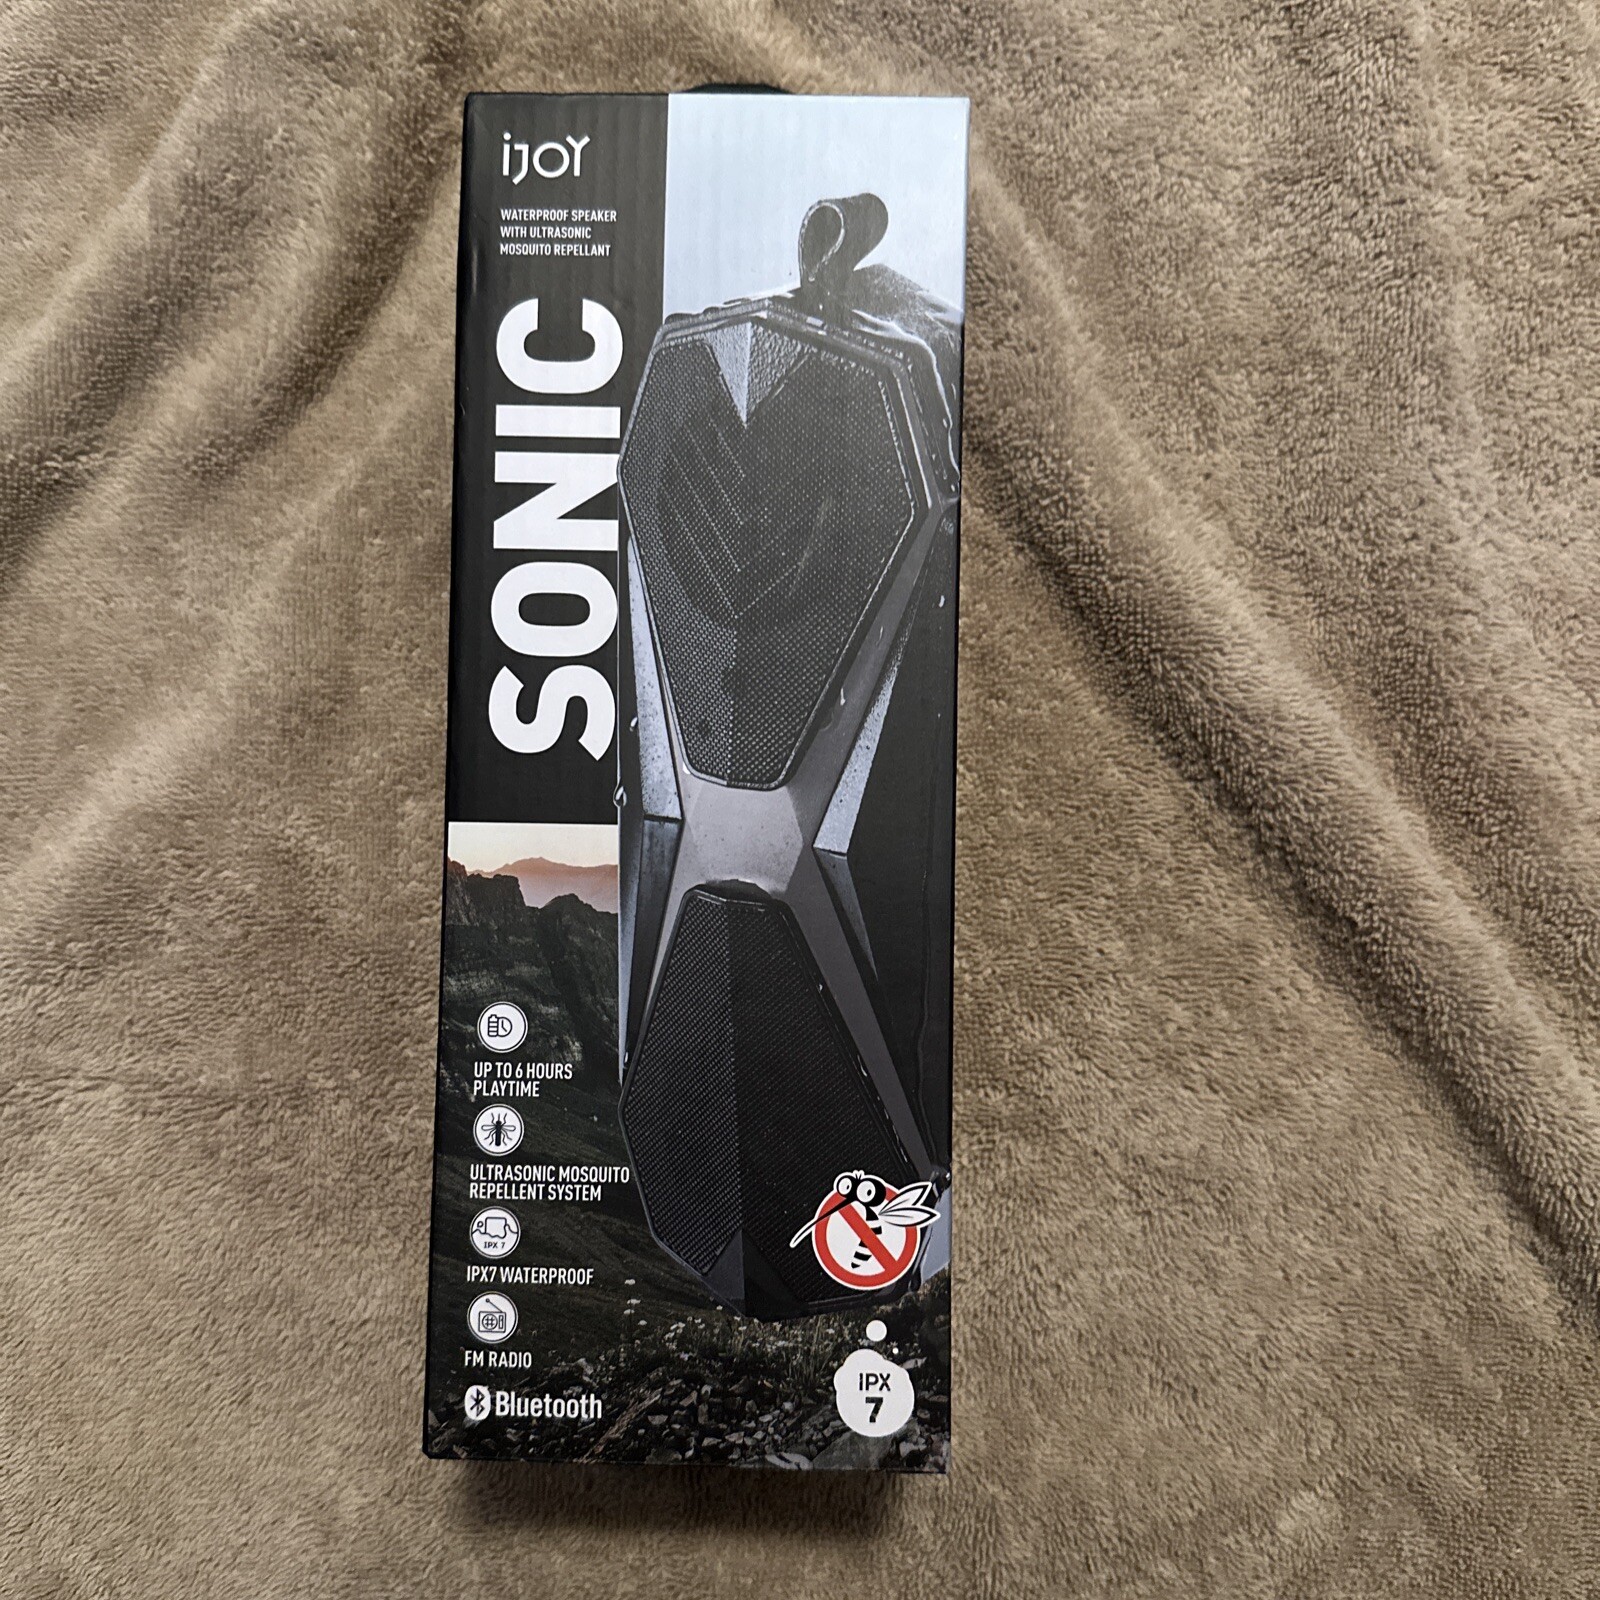 iJOY
WATERPROOF SPEAKER
WITH ULTRASONIC
MOSQUITO REPELLANT
SONIC
UP TO 6 HOURS
PLAYTIME
ULTRASONIC MOSQUITO
REPELLENT SYSTEM
IPX 7
IPX7 WATERPROOF
FM RADIO
Bluetooth
IPX
7